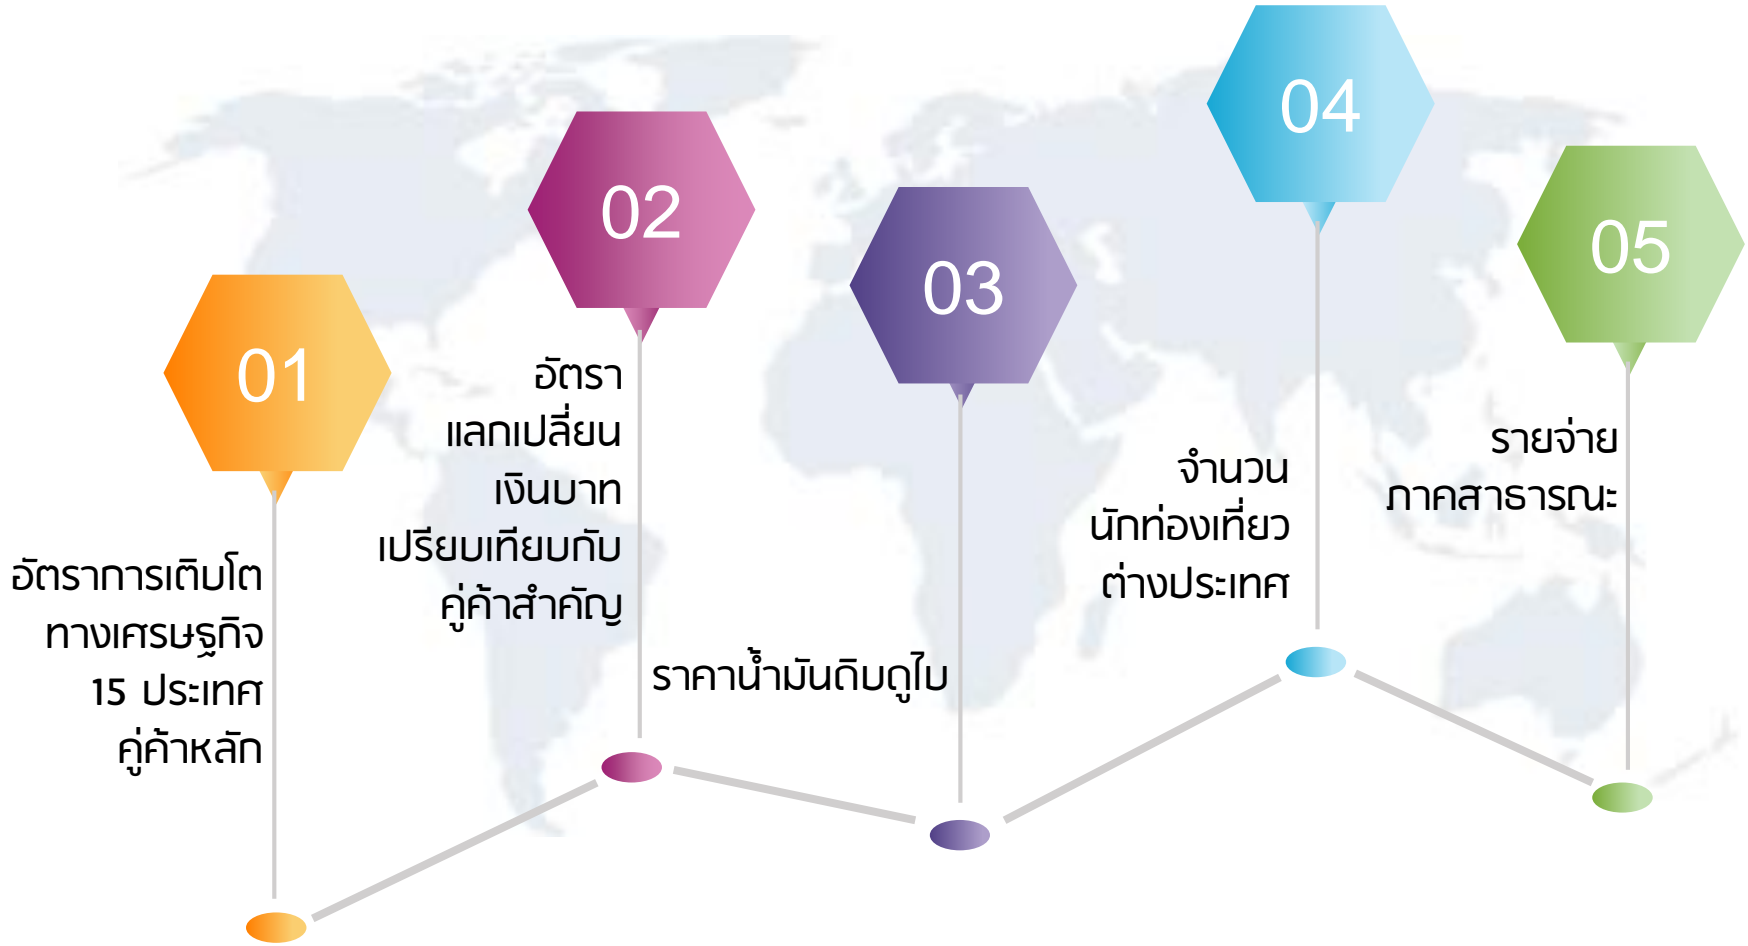 01
อัตราการเติบโต
ทางเศรษฐกิจ
15 ประเทศ
คู่ค้าหลัก
02
อัตรา
แลกเปลี่ยน
เงินบาท
เปรียบเทียบกับ
คู่ค้าสำคัญ
03
ราคาน้ำมันดิบดูไบ
04
จำนวน
นักท่องเที่ยว
ต่างประเทศ
05
รายจ่าย
ภาคสาธารณะ